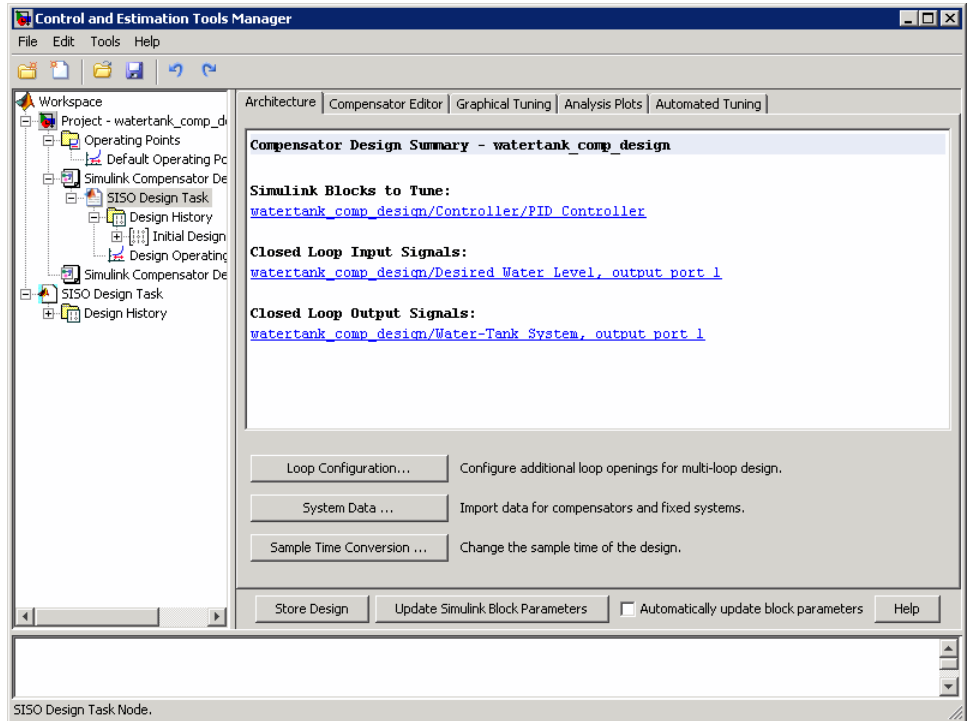 Control and Estimation Tools Manager
File Edit Tools Help
Workspace
Project - watertank_comp_d
Operating Points
Default Operating Pc
Simulink Compensator De
SISO Design Task
Design History
Initial Design
Design Operating
Simulink Compensator De
SISO Design Task
Design History
Architecture Compensator Editor Graphical Tuning Analysis Plots Automated Tuning
Compensator Design Summary - watertank_comp_design
Simulink Blocks to Tune:
watertank_comp_design/Controller/PID Controller
Closed Loop Input Signals:
watertank_comp_design/Desired Water Level, output port 1
Closed Loop Output Signals:
watertank_comp_design/Water-Tank System, output port 1
Loop Configuration... Configure additional loop openings for multi-loop design.
System Data ... Import data for compensators and fixed systems.
Sample Time Conversion ... Change the sample time of the design.
Store Design Update Simulink Block Parameters Automatically update block parameters Help
SISO Design Task Node.